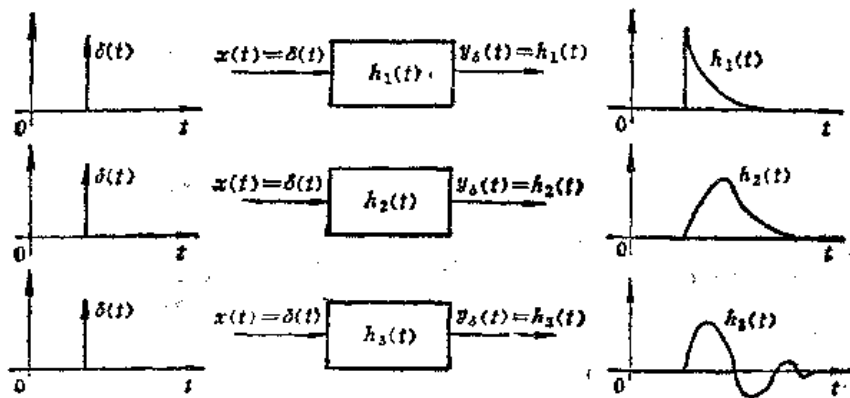 δ(t)
0
t
x(t)=δ(t)
h₁(t)
y_δ(t)=h₁(t)
h₁(t)
0
t
δ(t)
0
t
x(t)=δ(t)
h₂(t)
y_δ(t)=h₂(t)
h₂(t)
0
t
δ(t)
0
t
x(t)=δ(t)
h₃(t)
y_δ(t)=h₃(t)
h₃(t)
0
t